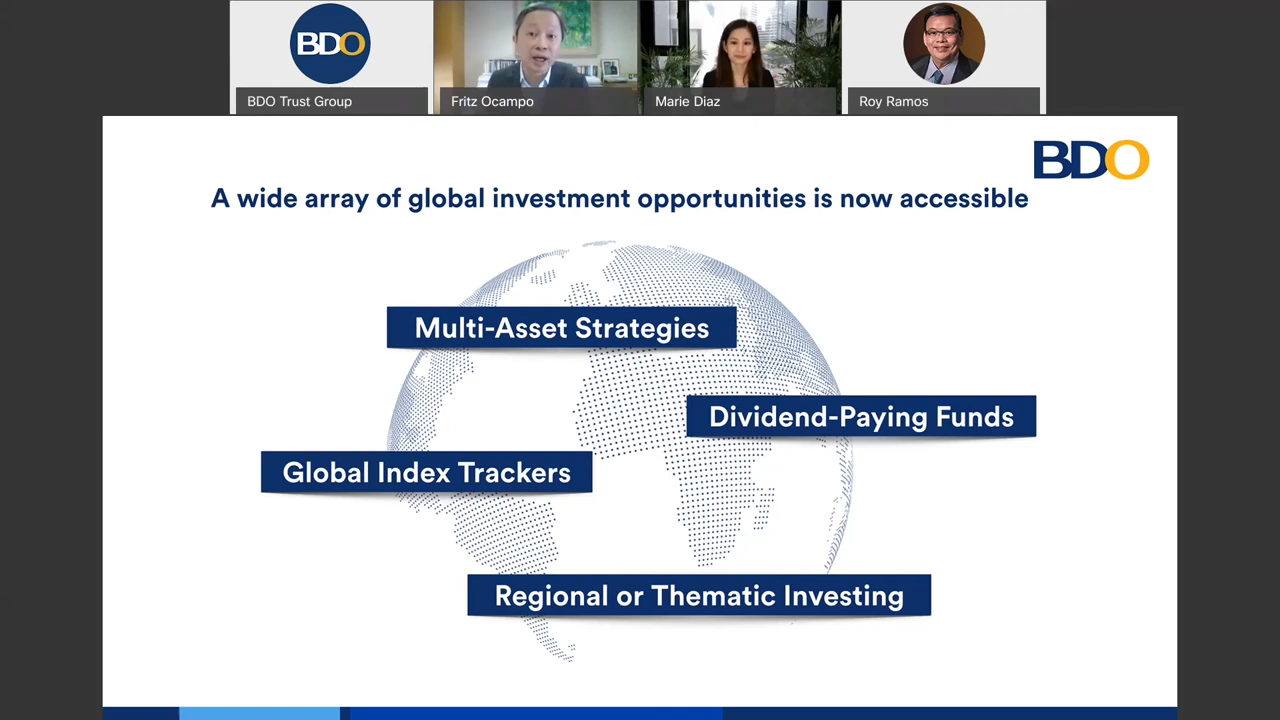 BDO
BDO Trust Group
Fritz Ocampo
Marie Diaz
Roy Ramos
BDO
A wide array of global investment opportunities is now accessible
Multi-Asset Strategies
Dividend-Paying Funds
Global Index Trackers
Regional or Thematic Investing